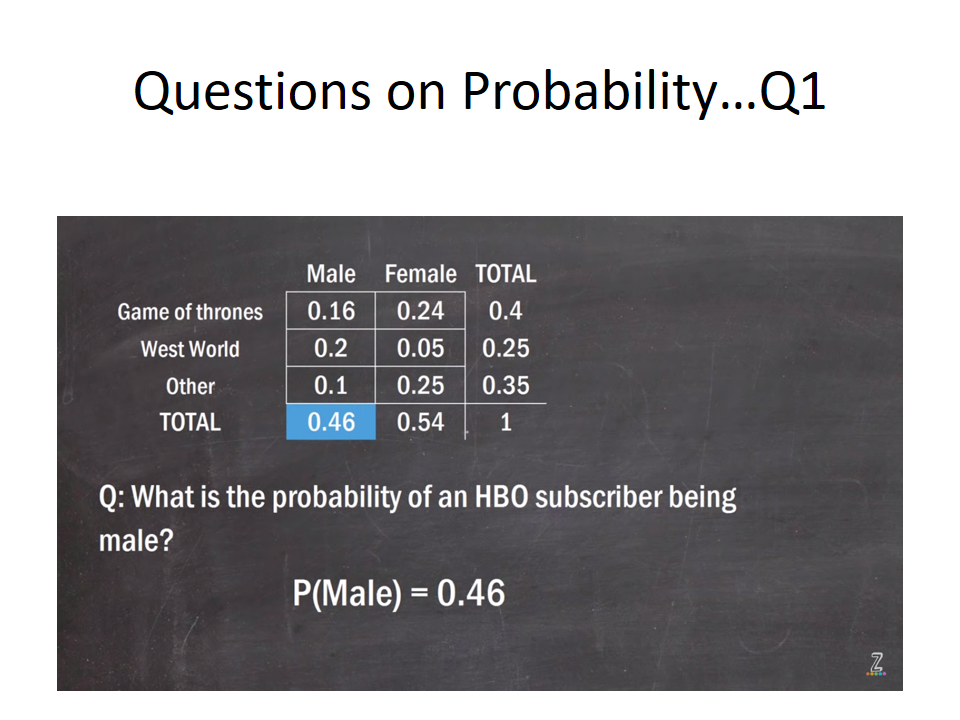 Questions on Probability...Q1
Male Female TOTAL
Game of thrones 0.16 0.24 0.4
West World 0.2 0.05 0.25
Other 0.1 0.25 0.35
TOTAL 0.46 0.54 1
Q: What is the probability of an HBO subscriber being
male?
P(Male) = 0.46
Z